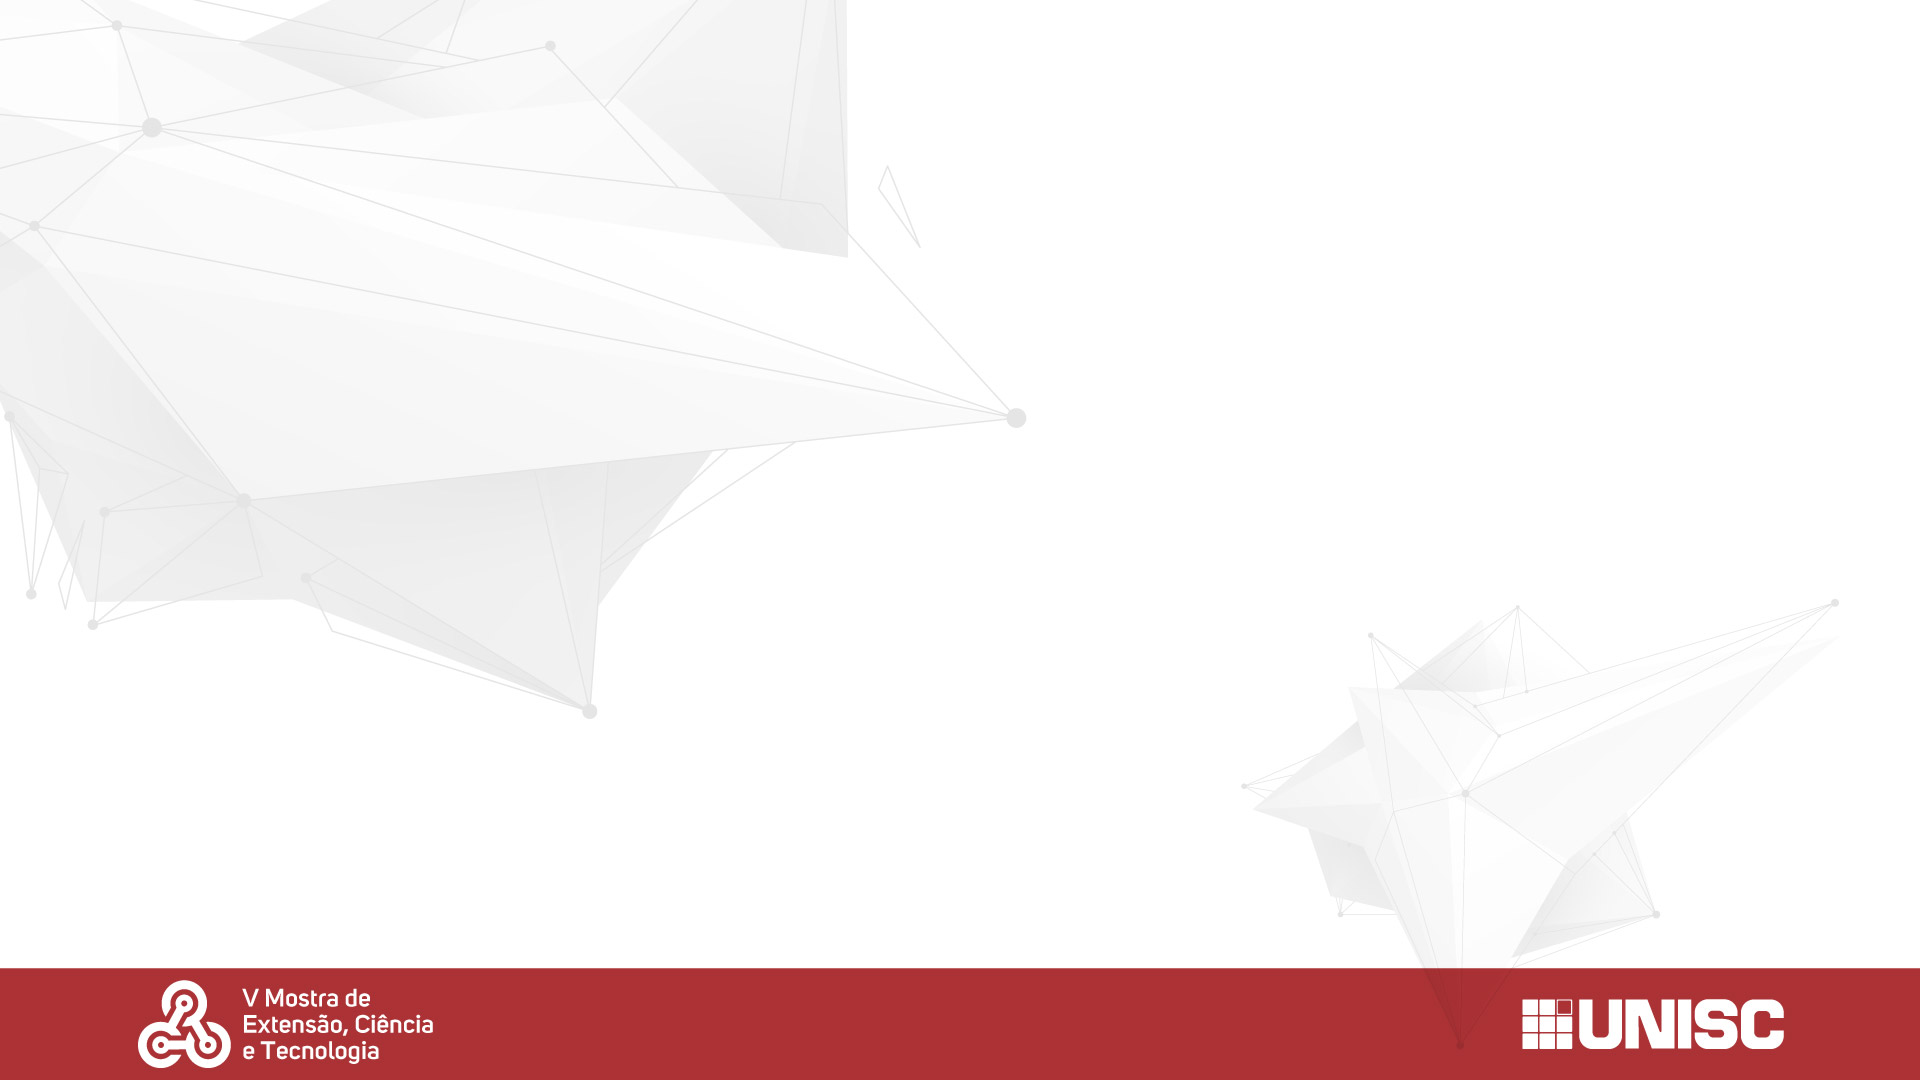 V Mostra de
Extensão, Ciência
e Tecnologia
UNISC